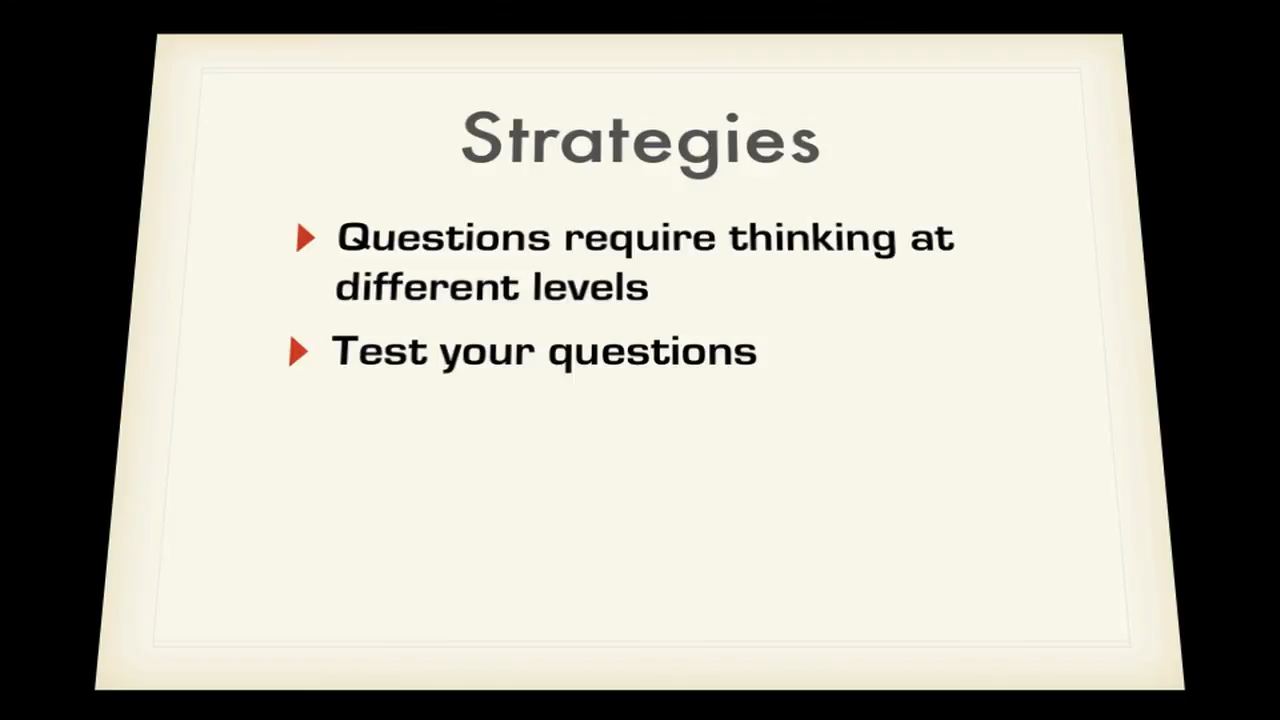 Strategies
Questions require thinking at
different levels
Test your questions